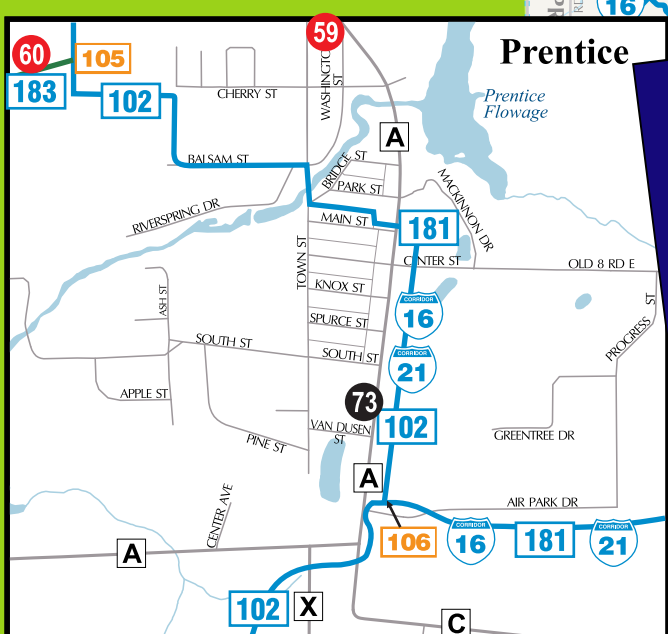 16
59
60
105
183
102
Prentice
WASHINGTO
ST
CHERRY ST
Prentice
Flowage
A
BALSAM ST
BRIDGE ST
PARK ST
MACKINNON DR
RIVERSPRING DR
MAIN ST
181
TOWN ST
CENTER ST
OLD 8 RD E
ASH ST
KNOX ST
CORRIDOR
16
SPURCE ST
PROGRESS ST
SOUTH ST
SOUTH ST
CORRIDOR
21
APPLE ST
73
102
VAN DUSEN
ST
GREENTREE DR
PINE ST
A
CENTER AVE
AIR PARK DR
106
CORRIDOR
16
181
CORRIDOR
21
A
102
X
C